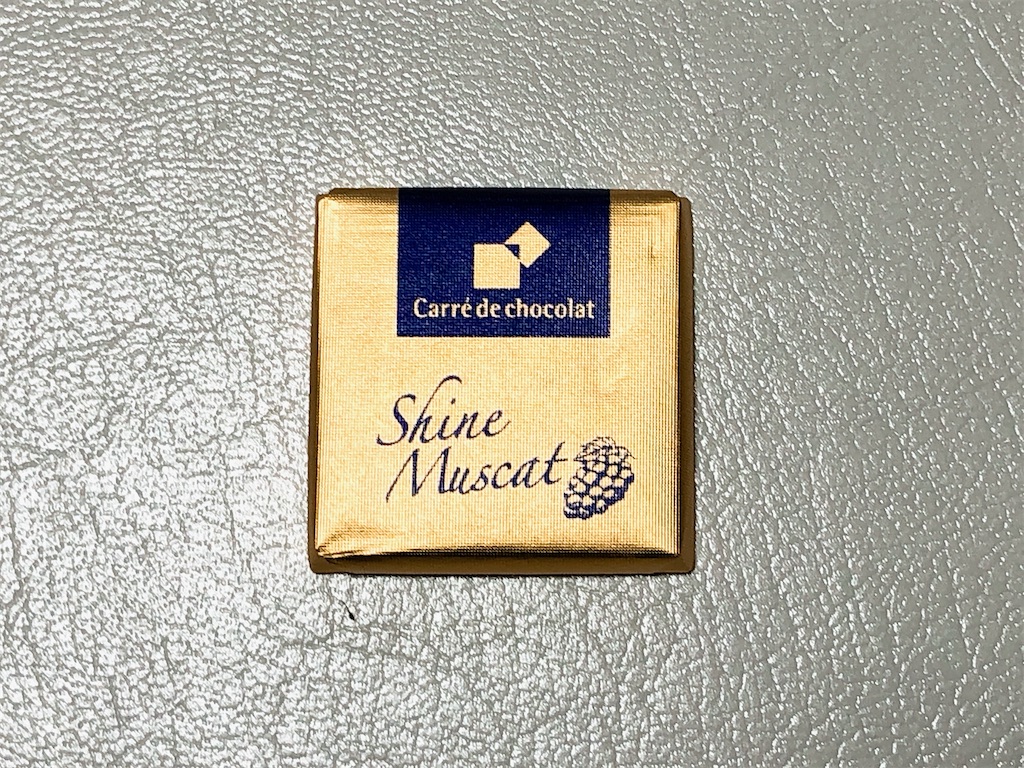 Carré de chocolat
Shine
Muscat